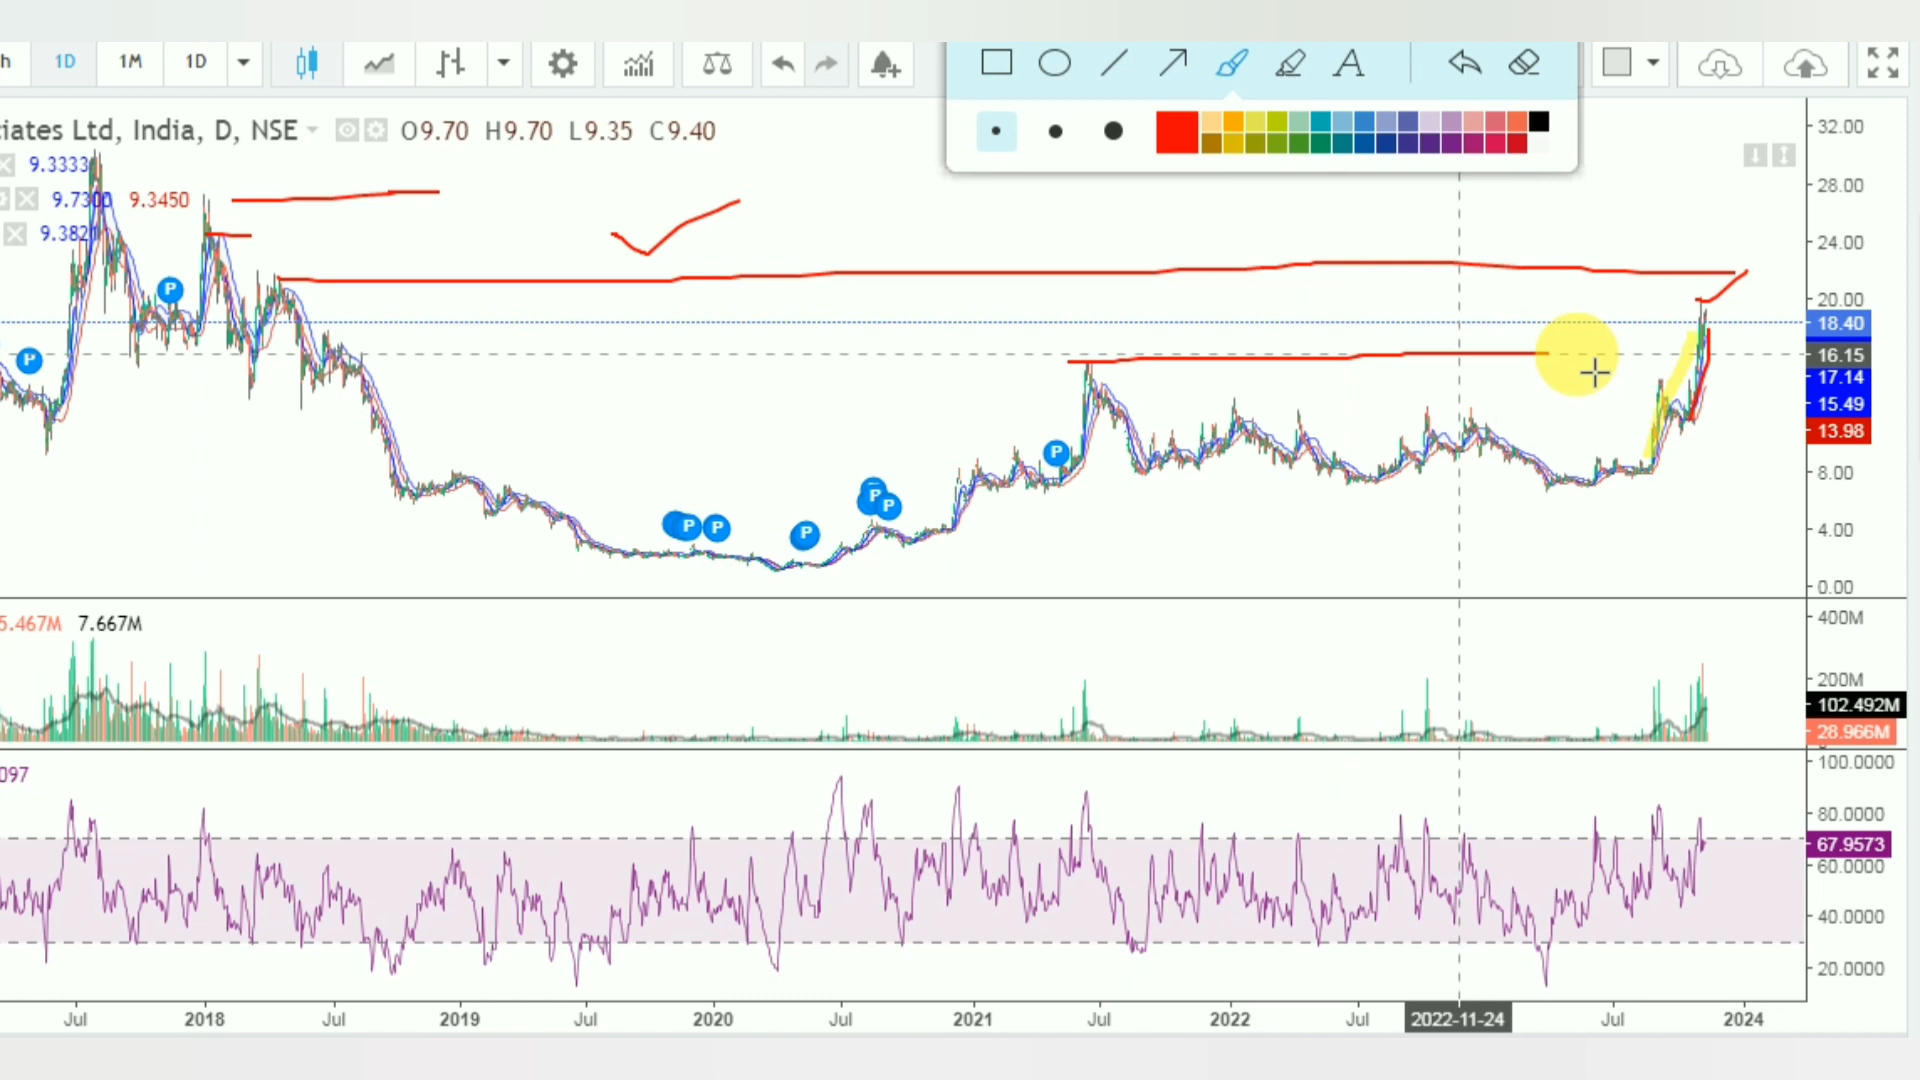 h 1D 1M 1D A
iates Ltd, India, D, NSE O9.70 H9.70 L9.35 C9.40
9.3333
9.7300 9.3450
9.3821
32.00
28.00
24.00
20.00
18.40
16.15
17.14
15.49
13.98
8.00
4.00
0.00
P
P
P
P
P
P
P
P
5.467M 7.667M
400M
200M
102.492M
28.966M
097
100.0000
80.0000
67.9573
60.0000
40.0000
20.0000
Jul 2018 Jul 2019 Jul 2020 Jul 2021 Jul 2022 Jul 2022-11-24 Jul 2024